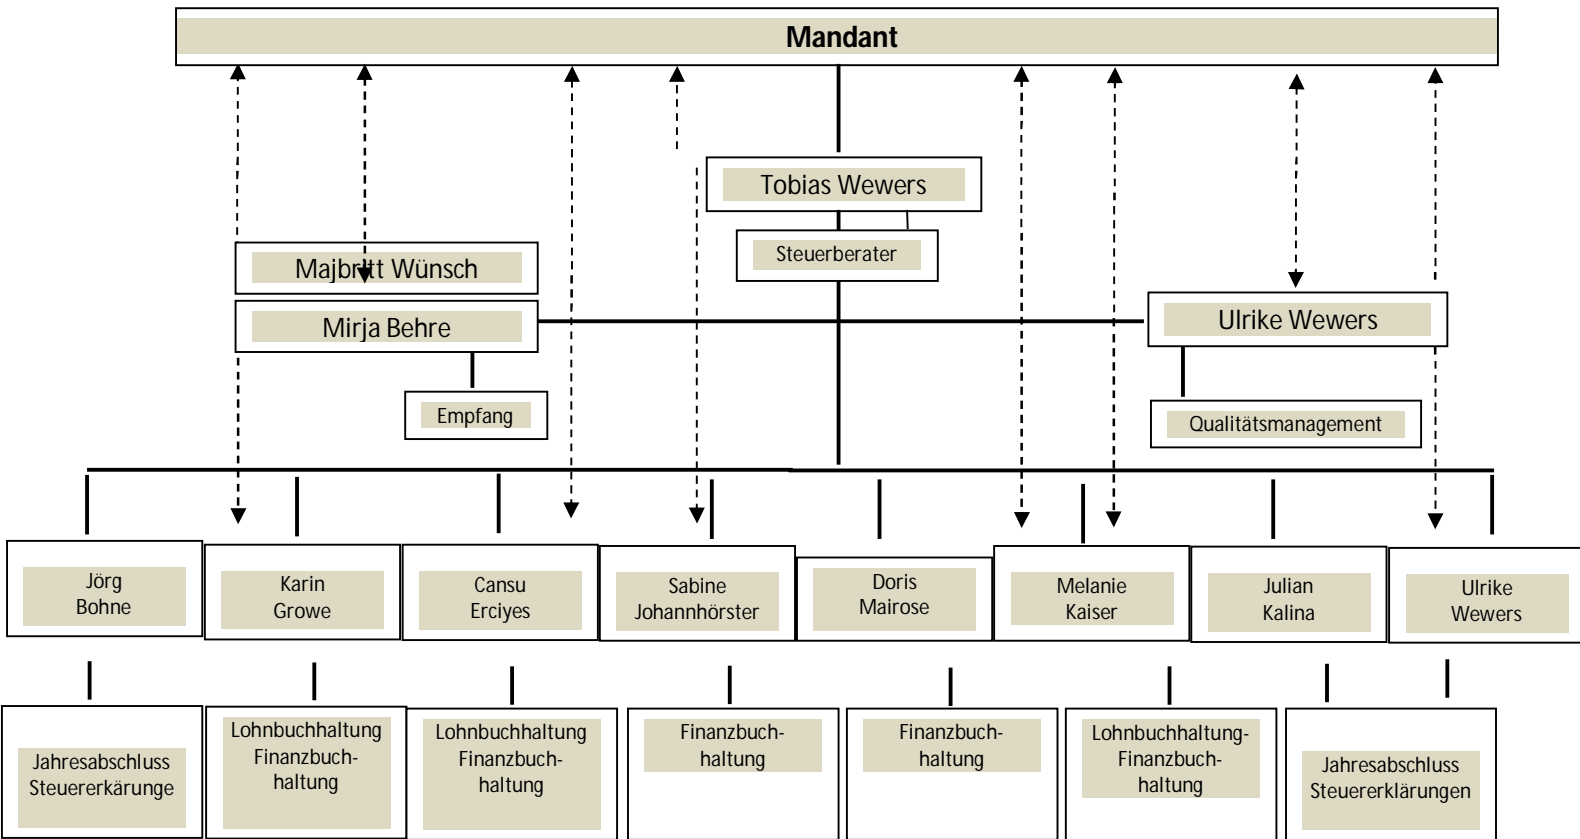 Mandant
Tobias Wewers
Steuerberater
Majbritt Wünsch
Mirja Behre
Ulrike Wewers
Empfang
Qualitätsmanagement
Jörg
Bohne
Karin
Growe
Cansu
Erciyes
Sabine
Johannhörster
Doris
Mairose
Melanie
Kaiser
Julian
Kalina
Ulrike
Wewers
Jahresabschluss
Steuererkärunge
Lohnbuchhaltung
Finanzbuch-
haltung
Lohnbuchhaltung
Finanzbuch-
haltung
Finanzbuch-
haltung
Finanzbuch-
haltung
Lohnbuchhaltung-
Finanzbuch-
haltung
Jahresabschluss
Steuererklärungen